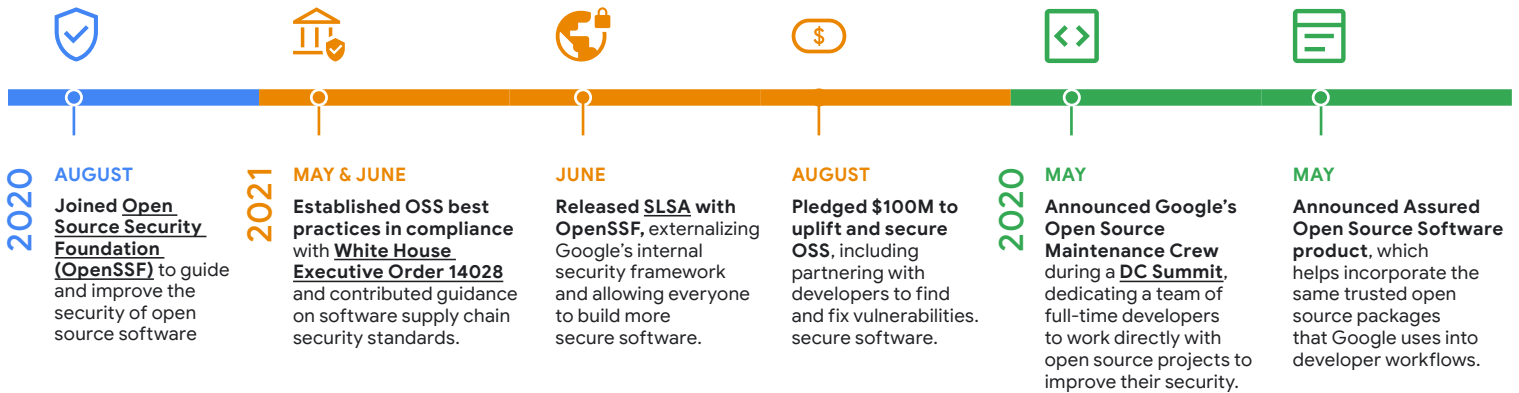 2020
AUGUST
Joined Open
Source Security
Foundation
(OpenSSF) to guide
and improve the
security of open
source software
2021
MAY & JUNE
Established OSS best
practices in compliance
with White House
Executive Order 14028
and contributed guidance
on software supply chain
security standards.
JUNE
Released SLSA with
OpenSSF, externalizing
Google's internal
security framework
and allowing everyone
to build more
secure software.
AUGUST
Pledged $100M to
uplift and secure
OSS, including
partnering with
developers to find
and fix vulnerabilities.
secure software.
2020
MAY
Announced Google's
Open Source
Maintenance Crew
during a DC Summit,
dedicating a team of
full-time developers
to work directly with
open source projects to
improve their security.
MAY
Announced Assured
Open Source Software
product, which
helps incorporate the
same trusted open
source packages
that Google uses into
developer workflows.